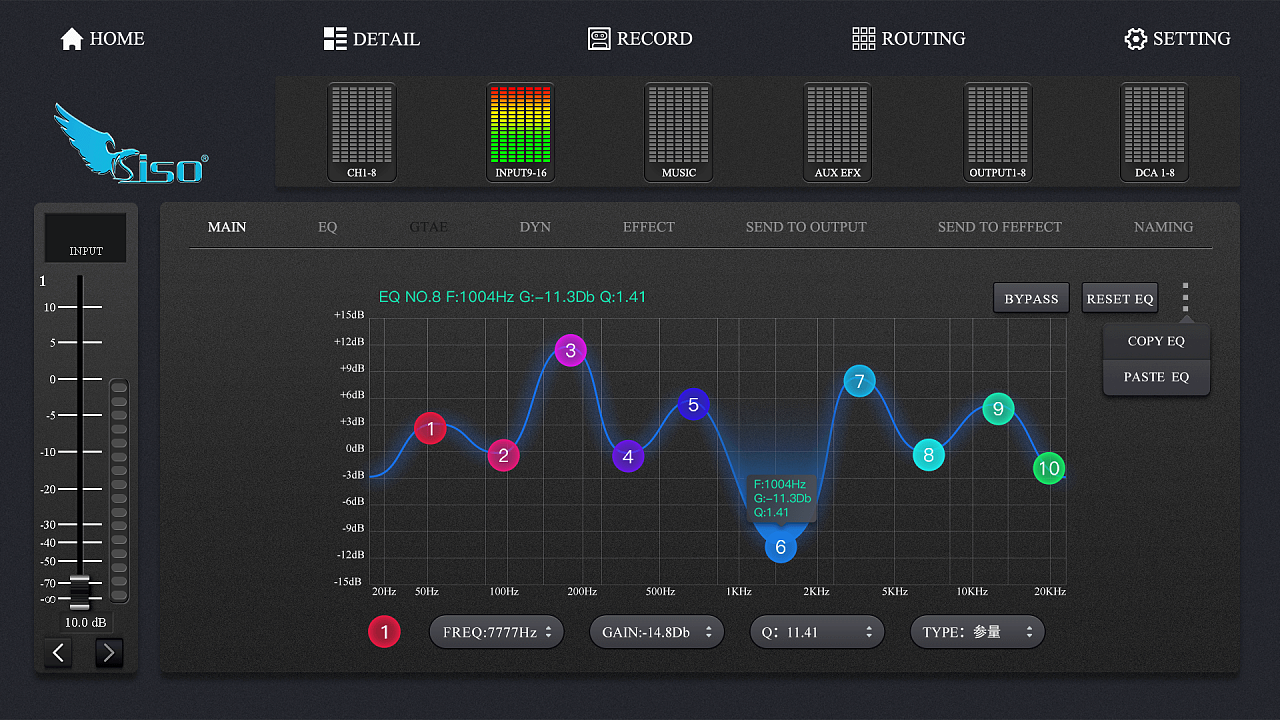 HOME DETAIL RECORD ROUTING SETTING
SISO®
CH1-8 INPUT9-16 MUSIC AUX EFX OUTPUT1-8 DCA 1-8
MAIN EQ GTAE DYN EFFECT SEND TO OUTPUT SEND TO FEFFECT NAMING
INPUT
1
10
5
0
-5
-10
-20
-30
-40
-50
-70
-∞
10.0 dB
EQ NO.8 F:1004Hz G:-11.3Db Q:1.41
BYPASS RESET EQ
COPY EQ
PASTE EQ
+15dB
+12dB
+9dB
+6dB
+3dB
0dB
-3dB
-6dB
-9dB
-12dB
-15dB
1 2 3 4 5 6 7 8 9 10
F:1004Hz
G:-11.3Db
Q:1.41
20Hz 50Hz 100Hz 200Hz 500Hz 1KHz 2KHz 5KHz 10KHz 20KHz
1 FREQ:7777Hz GAIN:-14.8Db Q：11.41 TYPE：参量